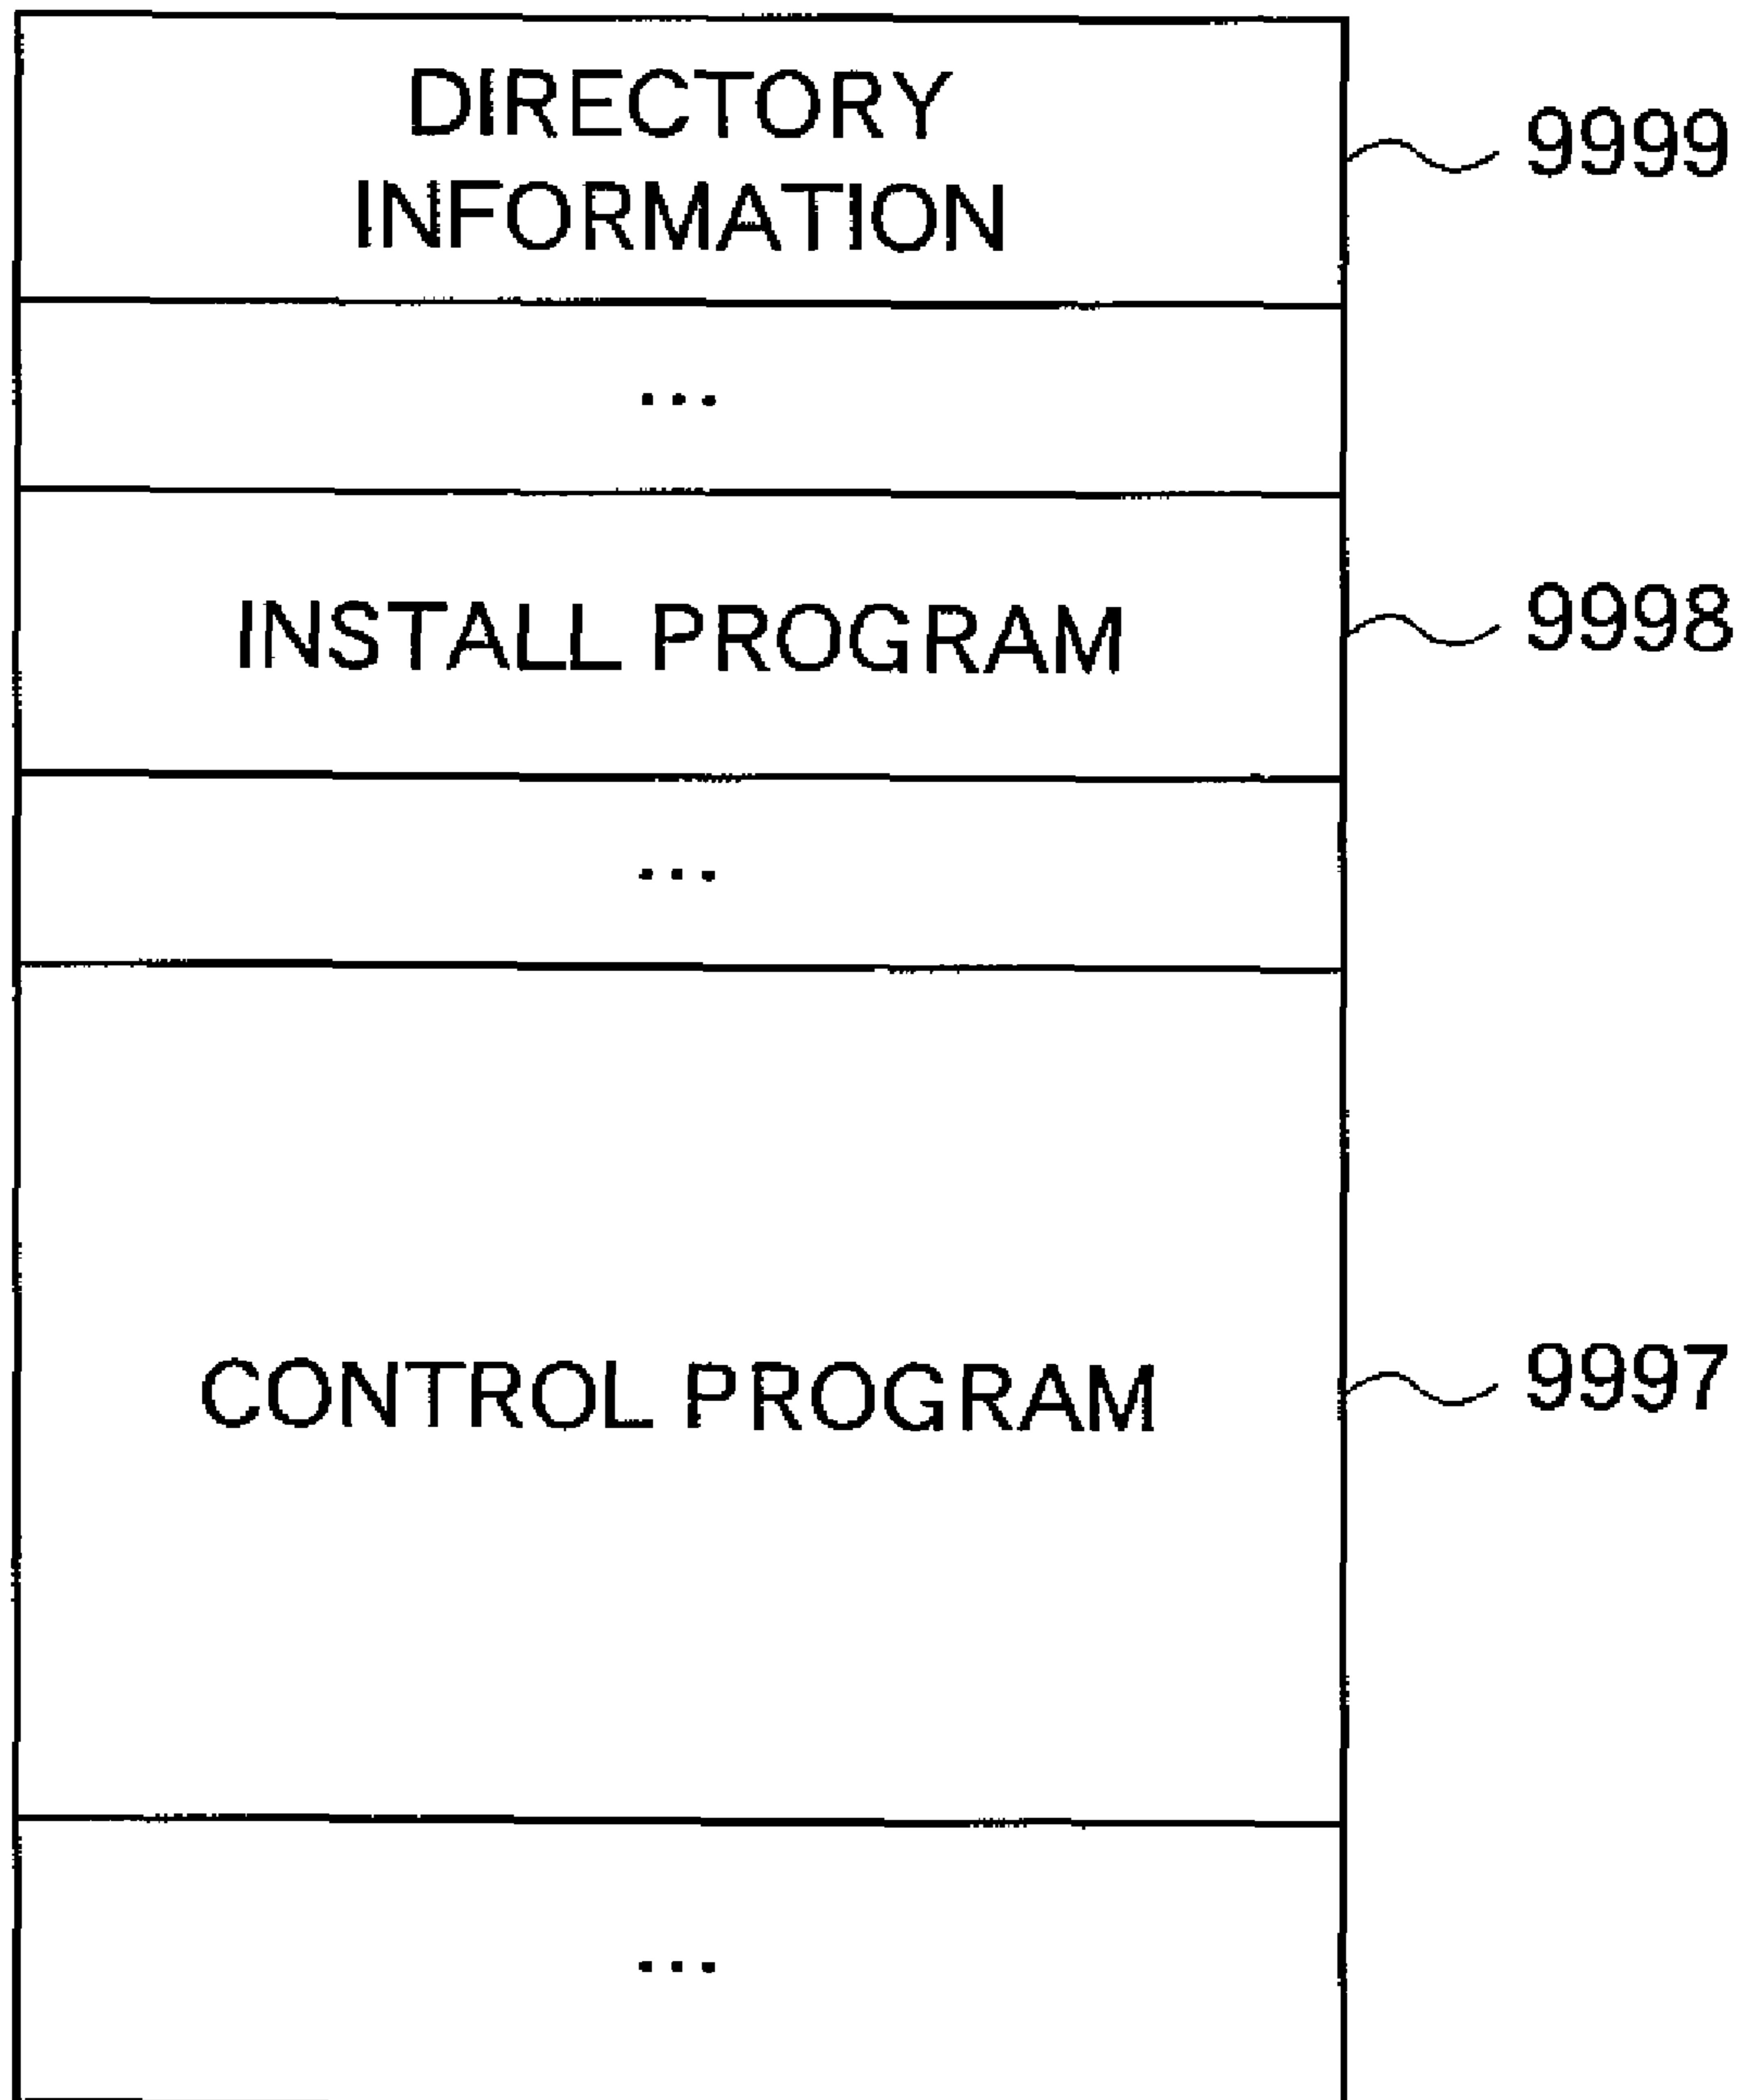 DIRECTORY
INFORMATION
9999
...
INSTALL PROGRAM
9998
...
CONTROL PROGRAM
9997
...